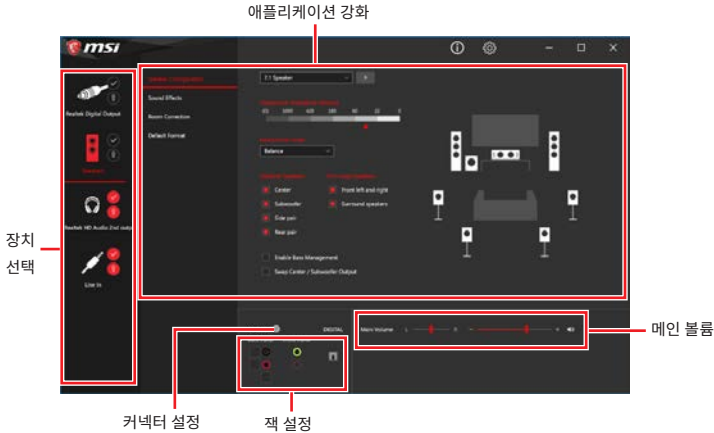 애플리케이션 강화
msi
Realtek Digital Output
Speakers
Realtek HD Audio 2nd outp
Line in
장치
선택
Speaker Configuration
Sound Effects
Room Correction
Default Format
7.1 Speaker
Balance
Center
Subwoofer
Side pair
Rear pair
Front left and right
Surround speakers
Enable Bass Management
Swap Center / Subwoofer Output
DIGITAL
Main Volume
L
R
메인 볼륨
커넥터 설정
잭 설정